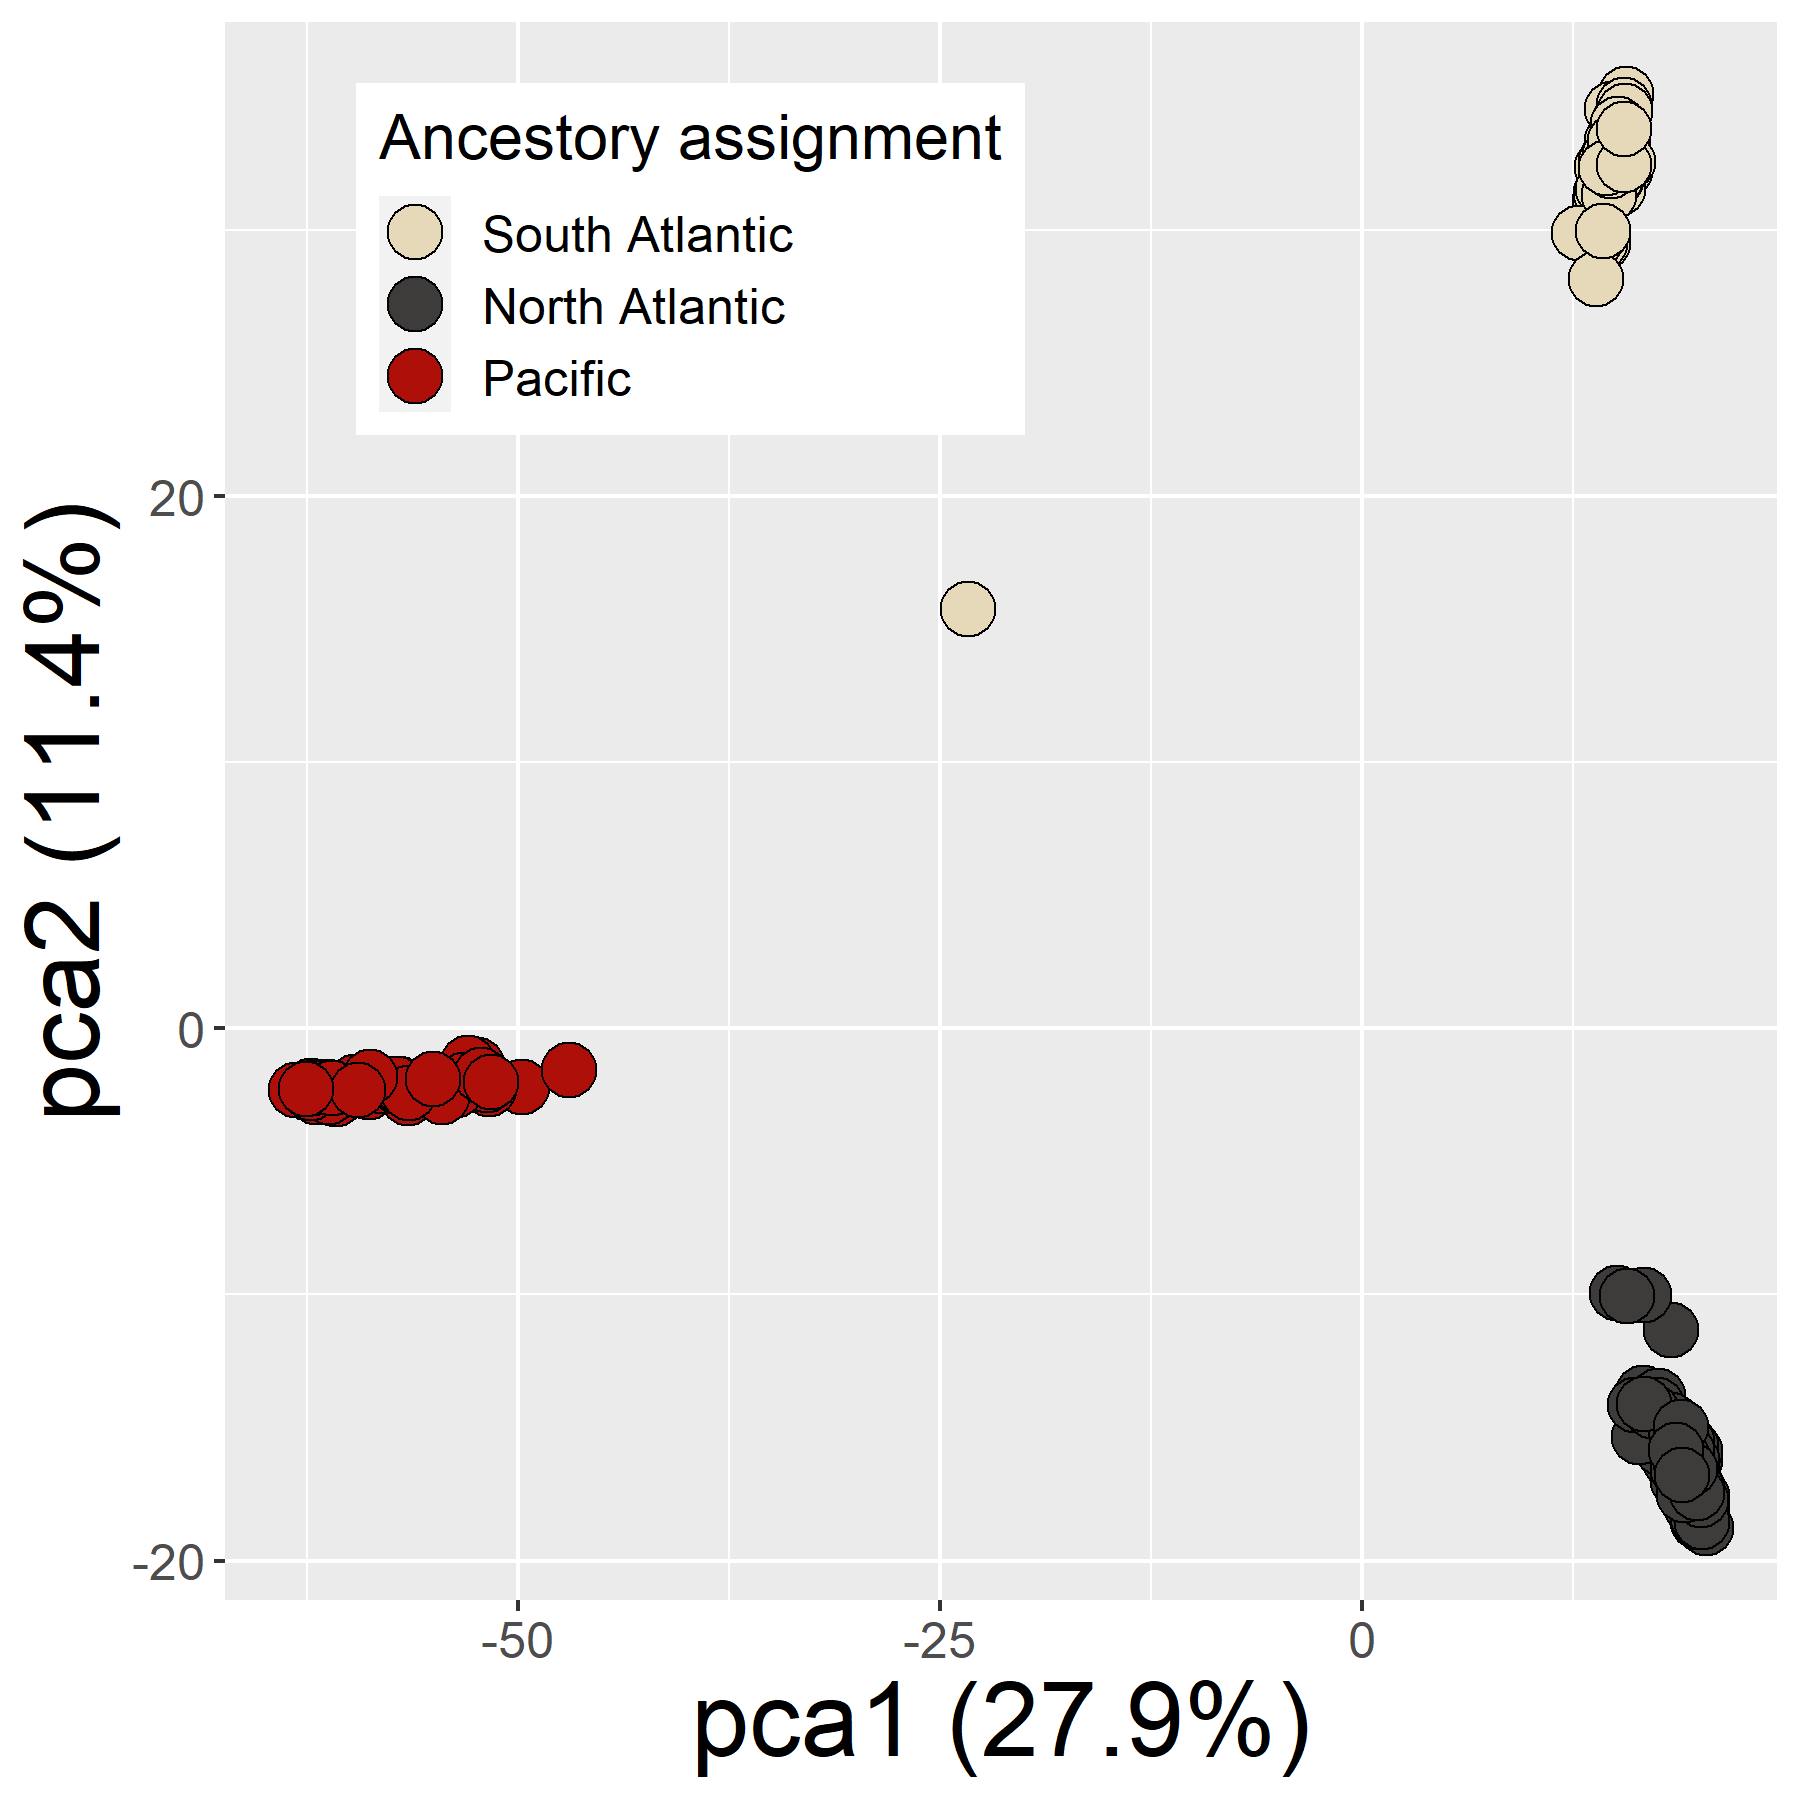 Ancestory assignment
South Atlantic
North Atlantic
Pacific
pca2 (11.4%)
20
0
-20
-50
-25
0
pca1 (27.9%)